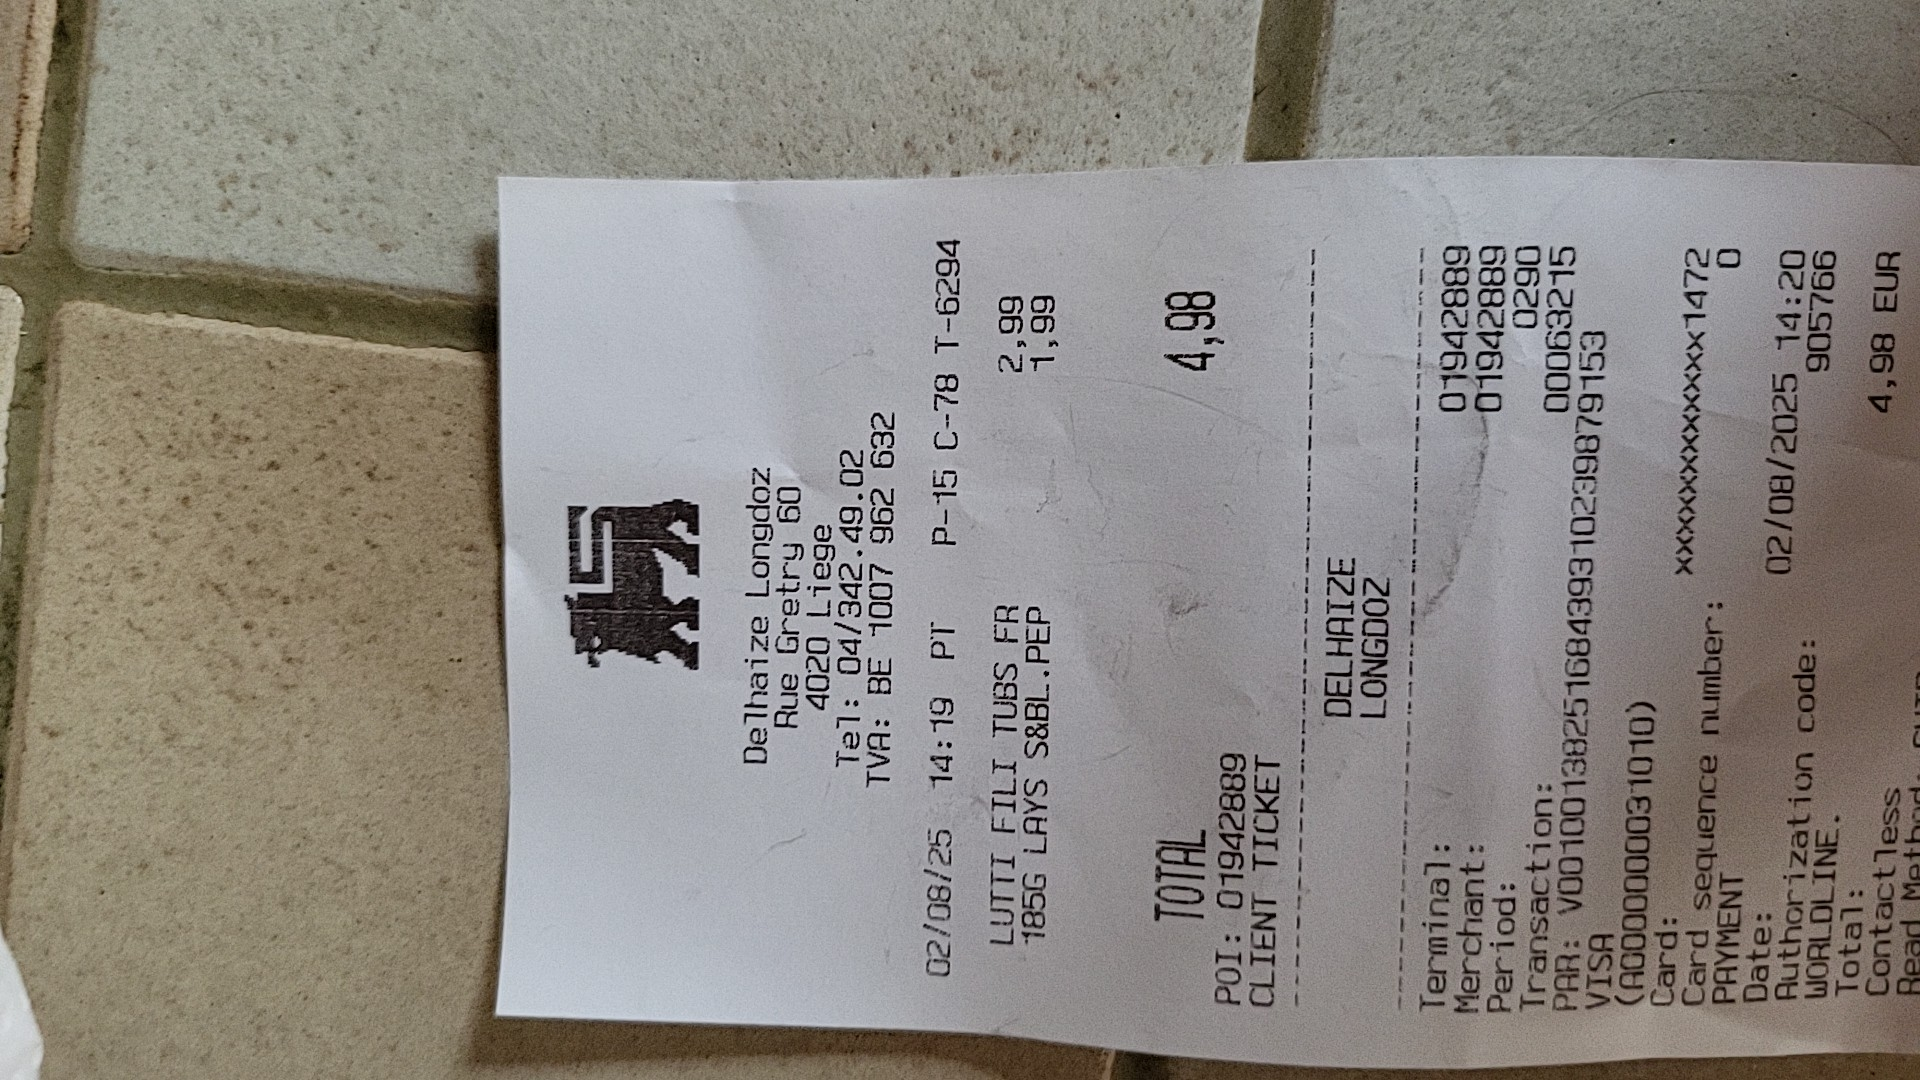 Delhaize Longdoz
Rue Gretry 60
4020 Liege
Tel: 04/342.49.02
TVA: BE 1007 962 632
02/08/25 14:19 PT P-15 C-78 T-6294
LUTTI FILI TUBS FR 2,99
185G LAYS S&BL.PEP 1,99
TOTAL 4,98
POI: 01942889
CLIENT TICKET
DELHAIZE
LONGDOZ
Terminal: 01942889
Merchant: 01942889
Period: 0290
Transaction: 00063215
PAR: V0010013825168439310239879153
VISA
(A0000000031010)
Card: xxxxxxxxxxxxxxx1472
Card sequence number: 0
PAYMENT
Date: 02/08/2025 14:20
Authorization code: 905766
WORLDLINE.
Total: 4,98 EUR
Contactless
Read Method: